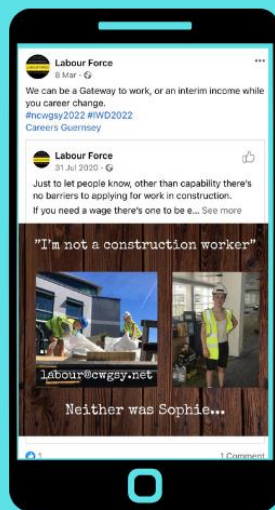 Labour Force
8 Mar ·
We can be a Gateway to work, or an interim income while
you career change.
#ncwgsy2022 #IWD2022
Careers Guernsey
Labour Force
31 Jul 2020 ·
Just to let people know, other than capability there's
no barriers to applying for work in construction.
If you need a wage there's one to be e... See more
"I'm not a construction worker"
labour@cwgsy.net
Neither was Sophie...
1
1 Comment